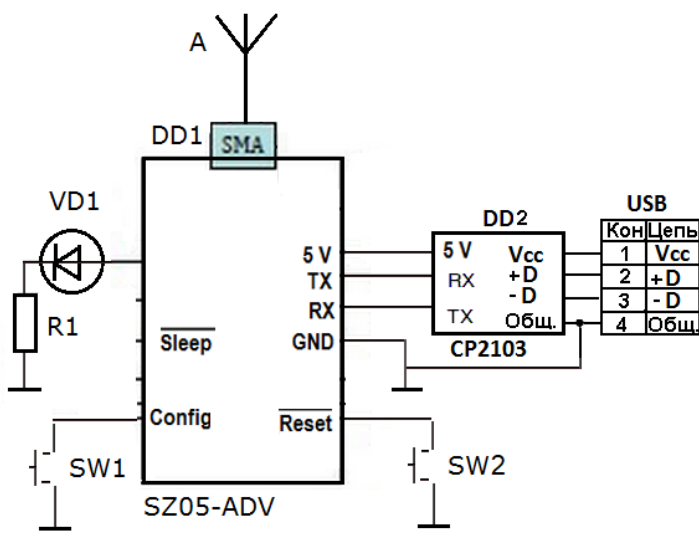 A
DD1
SMA
VD1
R1
5 V
TX
RX
GND
Sleep
Config
Reset
SW1
SW2
SZ05-ADV
DD2
5 V
RX
TX
Vcc
+D
-D
Общ.
CP2103
USB
Кон Цепь
1 Vcc
2 +D
3 -D
4 Общ.